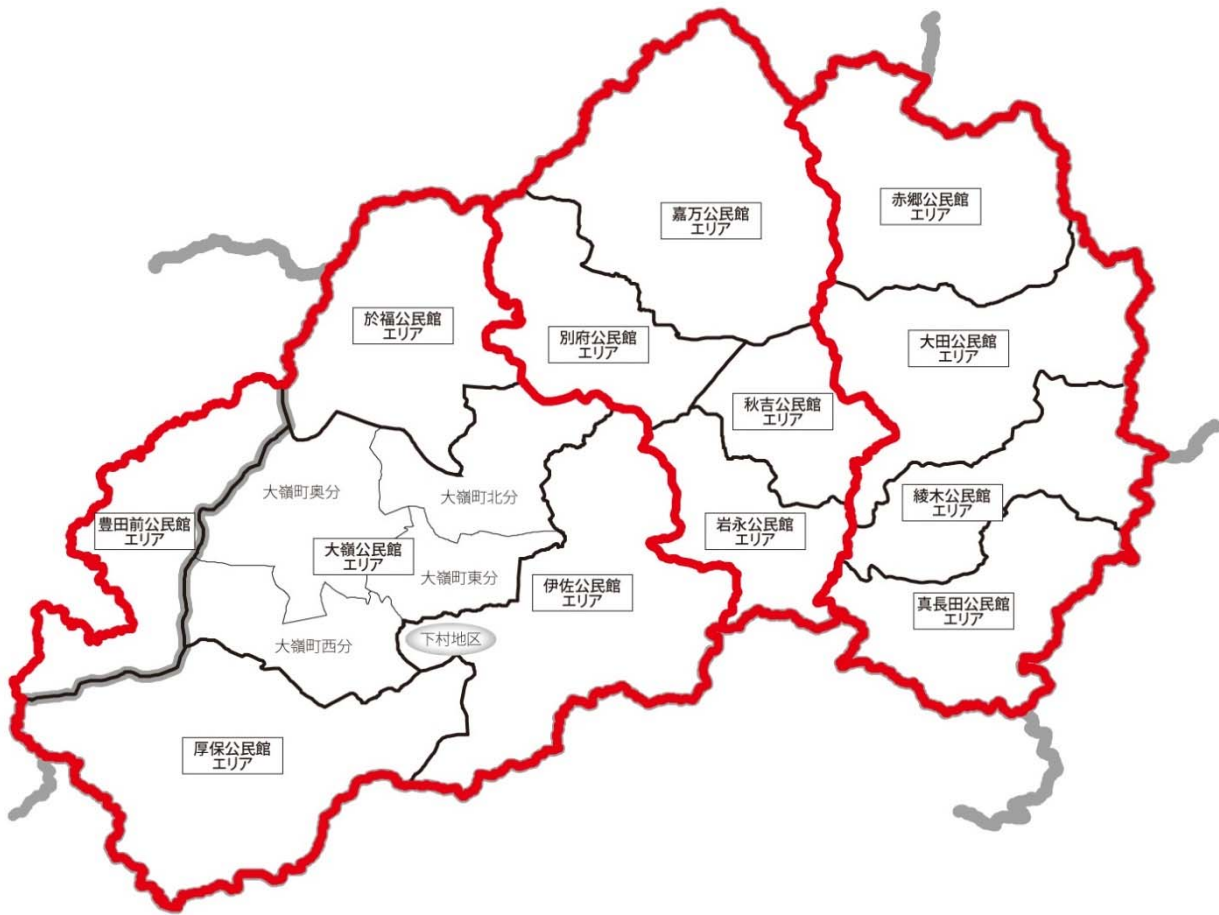 赤郷公民館
エリア
嘉万公民館
エリア
於福公民館
エリア
別府公民館
エリア
大田公民館
エリア
秋吉公民館
エリア
大嶺町奥分
大嶺町北分
綾木公民館
エリア
豊田前公民館
エリア
岩永公民館
エリア
大嶺公民館
エリア
大嶺町東分
伊佐公民館
エリア
真長田公民館
エリア
大嶺町西分
下村地区
厚保公民館
エリア